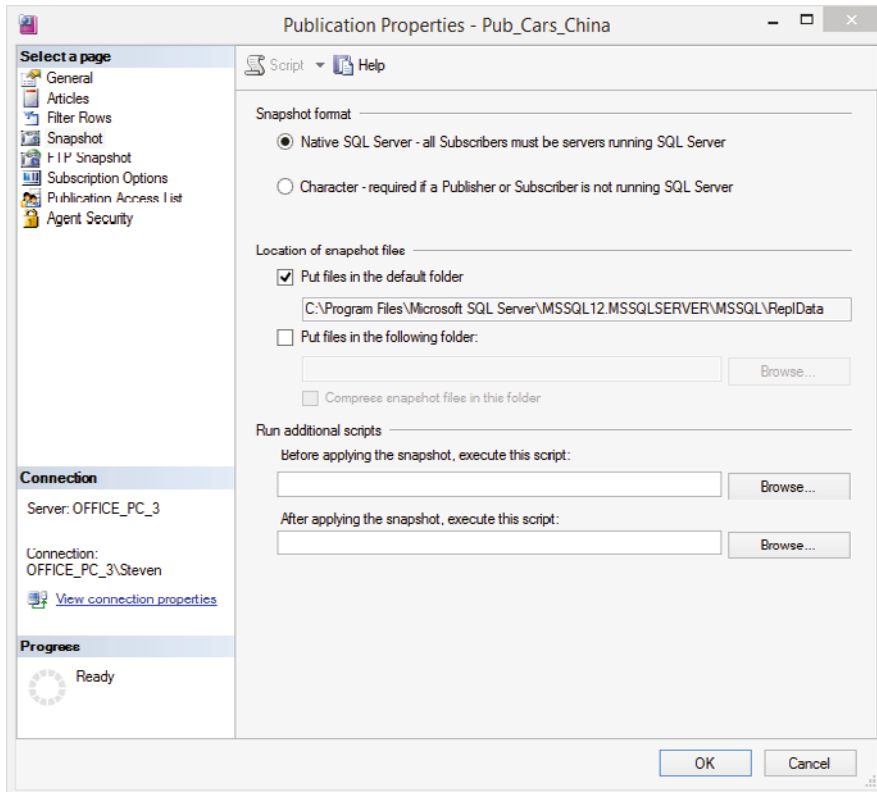 Publication Properties - Pub_Cars_China
Select a page
General
Articles
Filter Rows
Snapshot
FTP Snapshot
Subscription Options
Publication Access List
Agent Security
Script
Help
Snapshot format
Native SQL Server - all Subscribers must be servers running SQL Server
Character - required if a Publisher or Subscriber is not running SQL Server
Location of snapshot files
Put files in the default folder
C:\Program Files\Microsoft SQL Server\MSSQL12.MSSQLSERVER\MSSQL\ReplData
Put files in the following folder:
Browse...
Compress snapshot files in this folder
Run additional scripts
Before applying the snapshot, execute this script:
Browse...
After applying the snapshot, execute this script:
Browse...
Connection
Server: OFFICE_PC_3
Connection:
OFFICE_PC_3\Steven
View connection properties
Progress
Ready
OK
Cancel